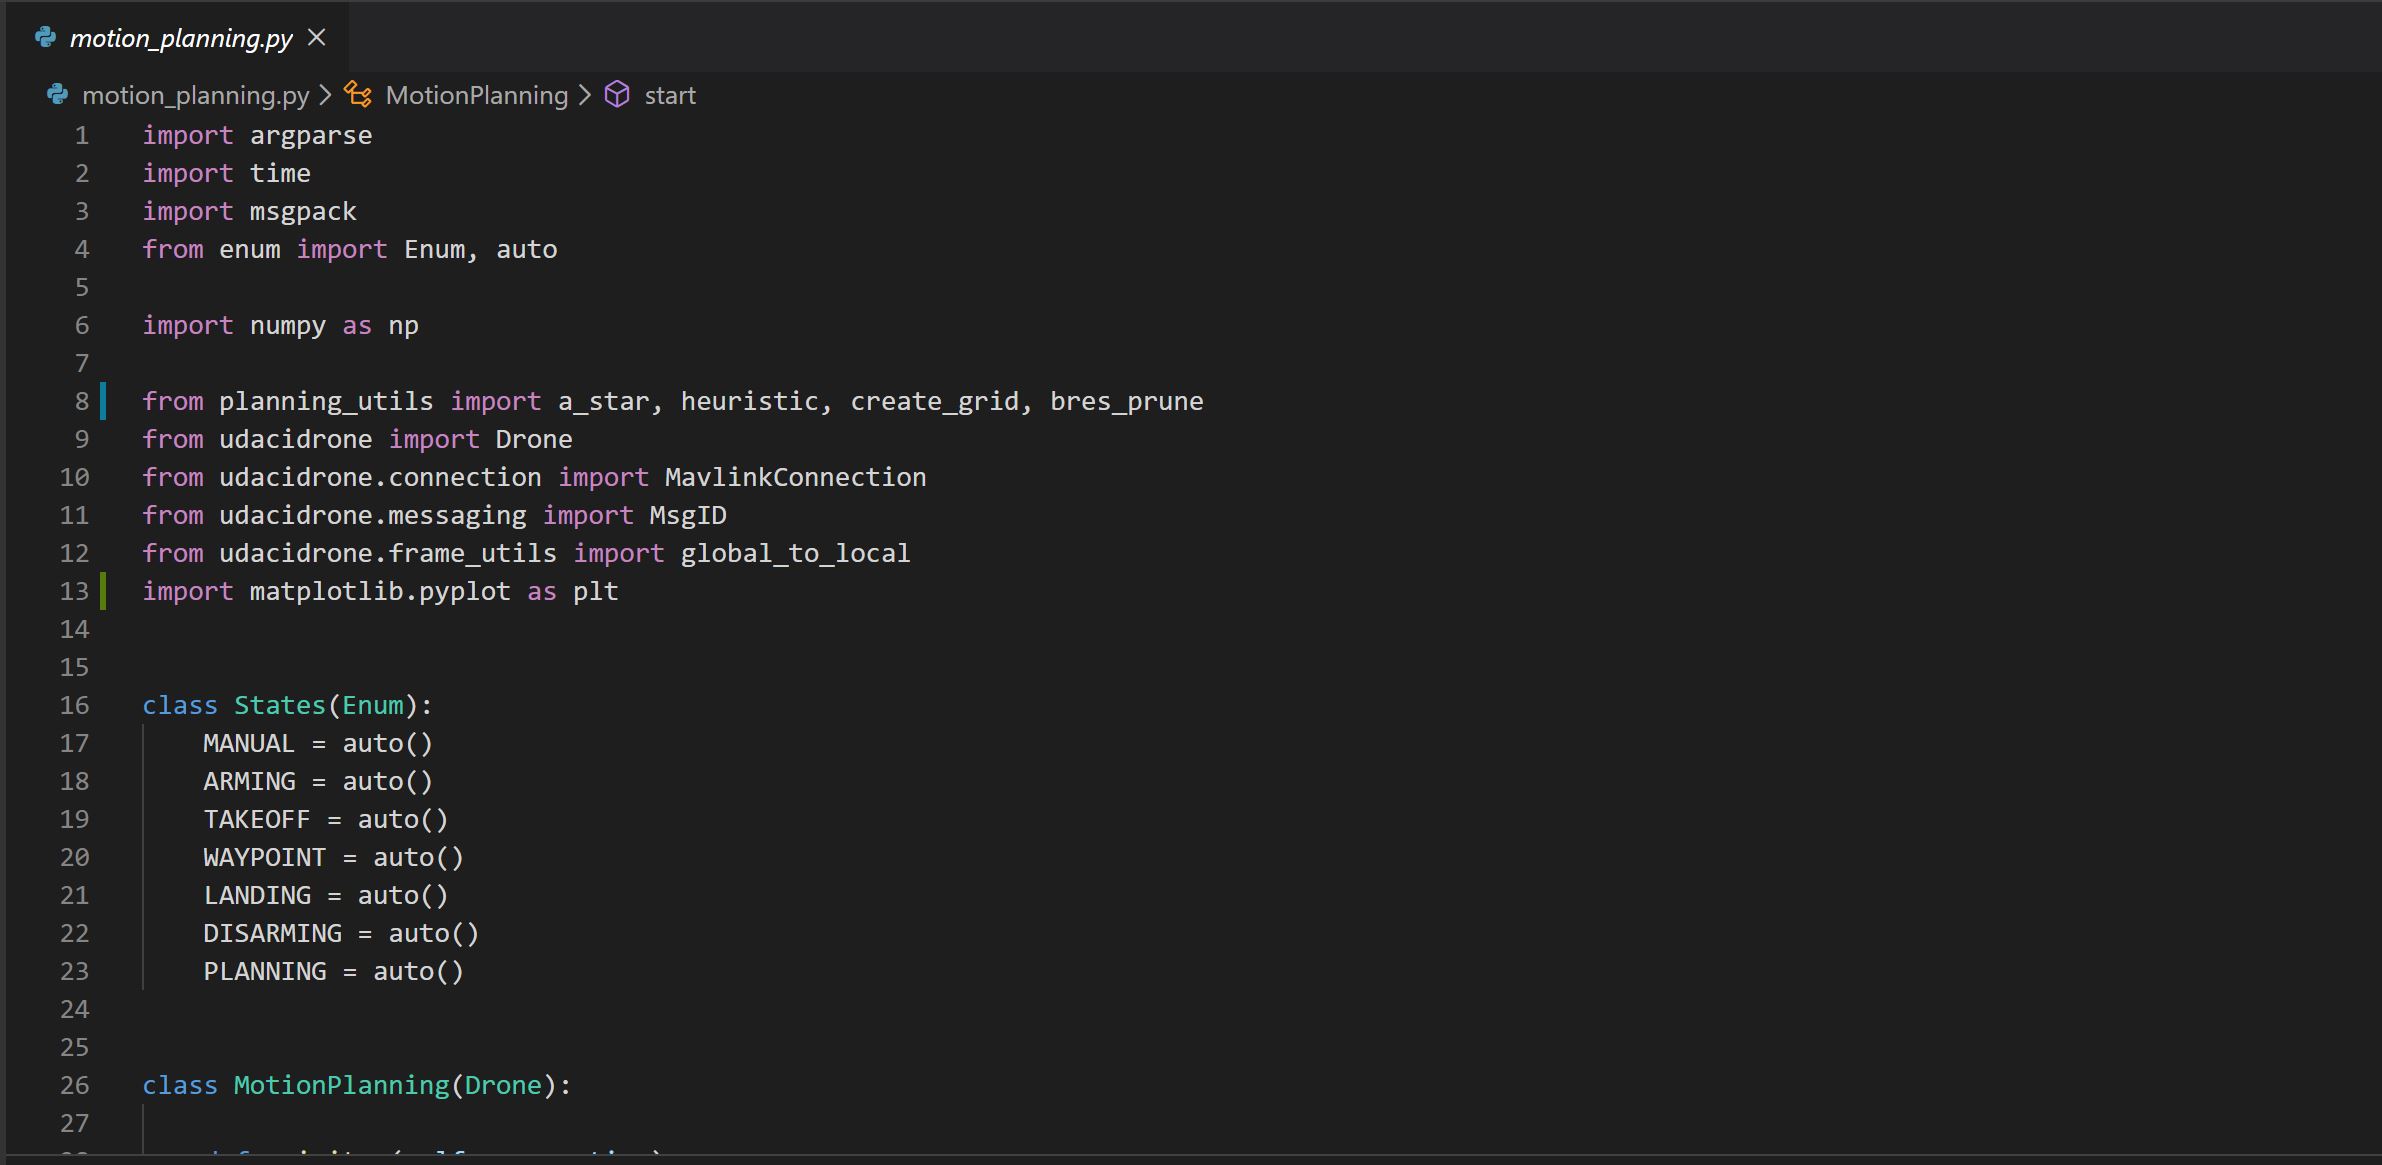 motion_planning.py
motion_planning.py > MotionPlanning > start
1 import argparse
2 import time
3 import msgpack
4 from enum import Enum, auto
5
6 import numpy as np
7
8 from planning_utils import a_star, heuristic, create_grid, bres_prune
9 from udacidrone import Drone
10 from udacidrone.connection import MavlinkConnection
11 from udacidrone.messaging import MsgID
12 from udacidrone.frame_utils import global_to_local
13 import matplotlib.pyplot as plt
14
15
16 class States(Enum):
17     MANUAL = auto()
18     ARMING = auto()
19     TAKEOFF = auto()
20     WAYPOINT = auto()
21     LANDING = auto()
22     DISARMING = auto()
23     PLANNING = auto()
24
25
26 class MotionPlanning(Drone):
27